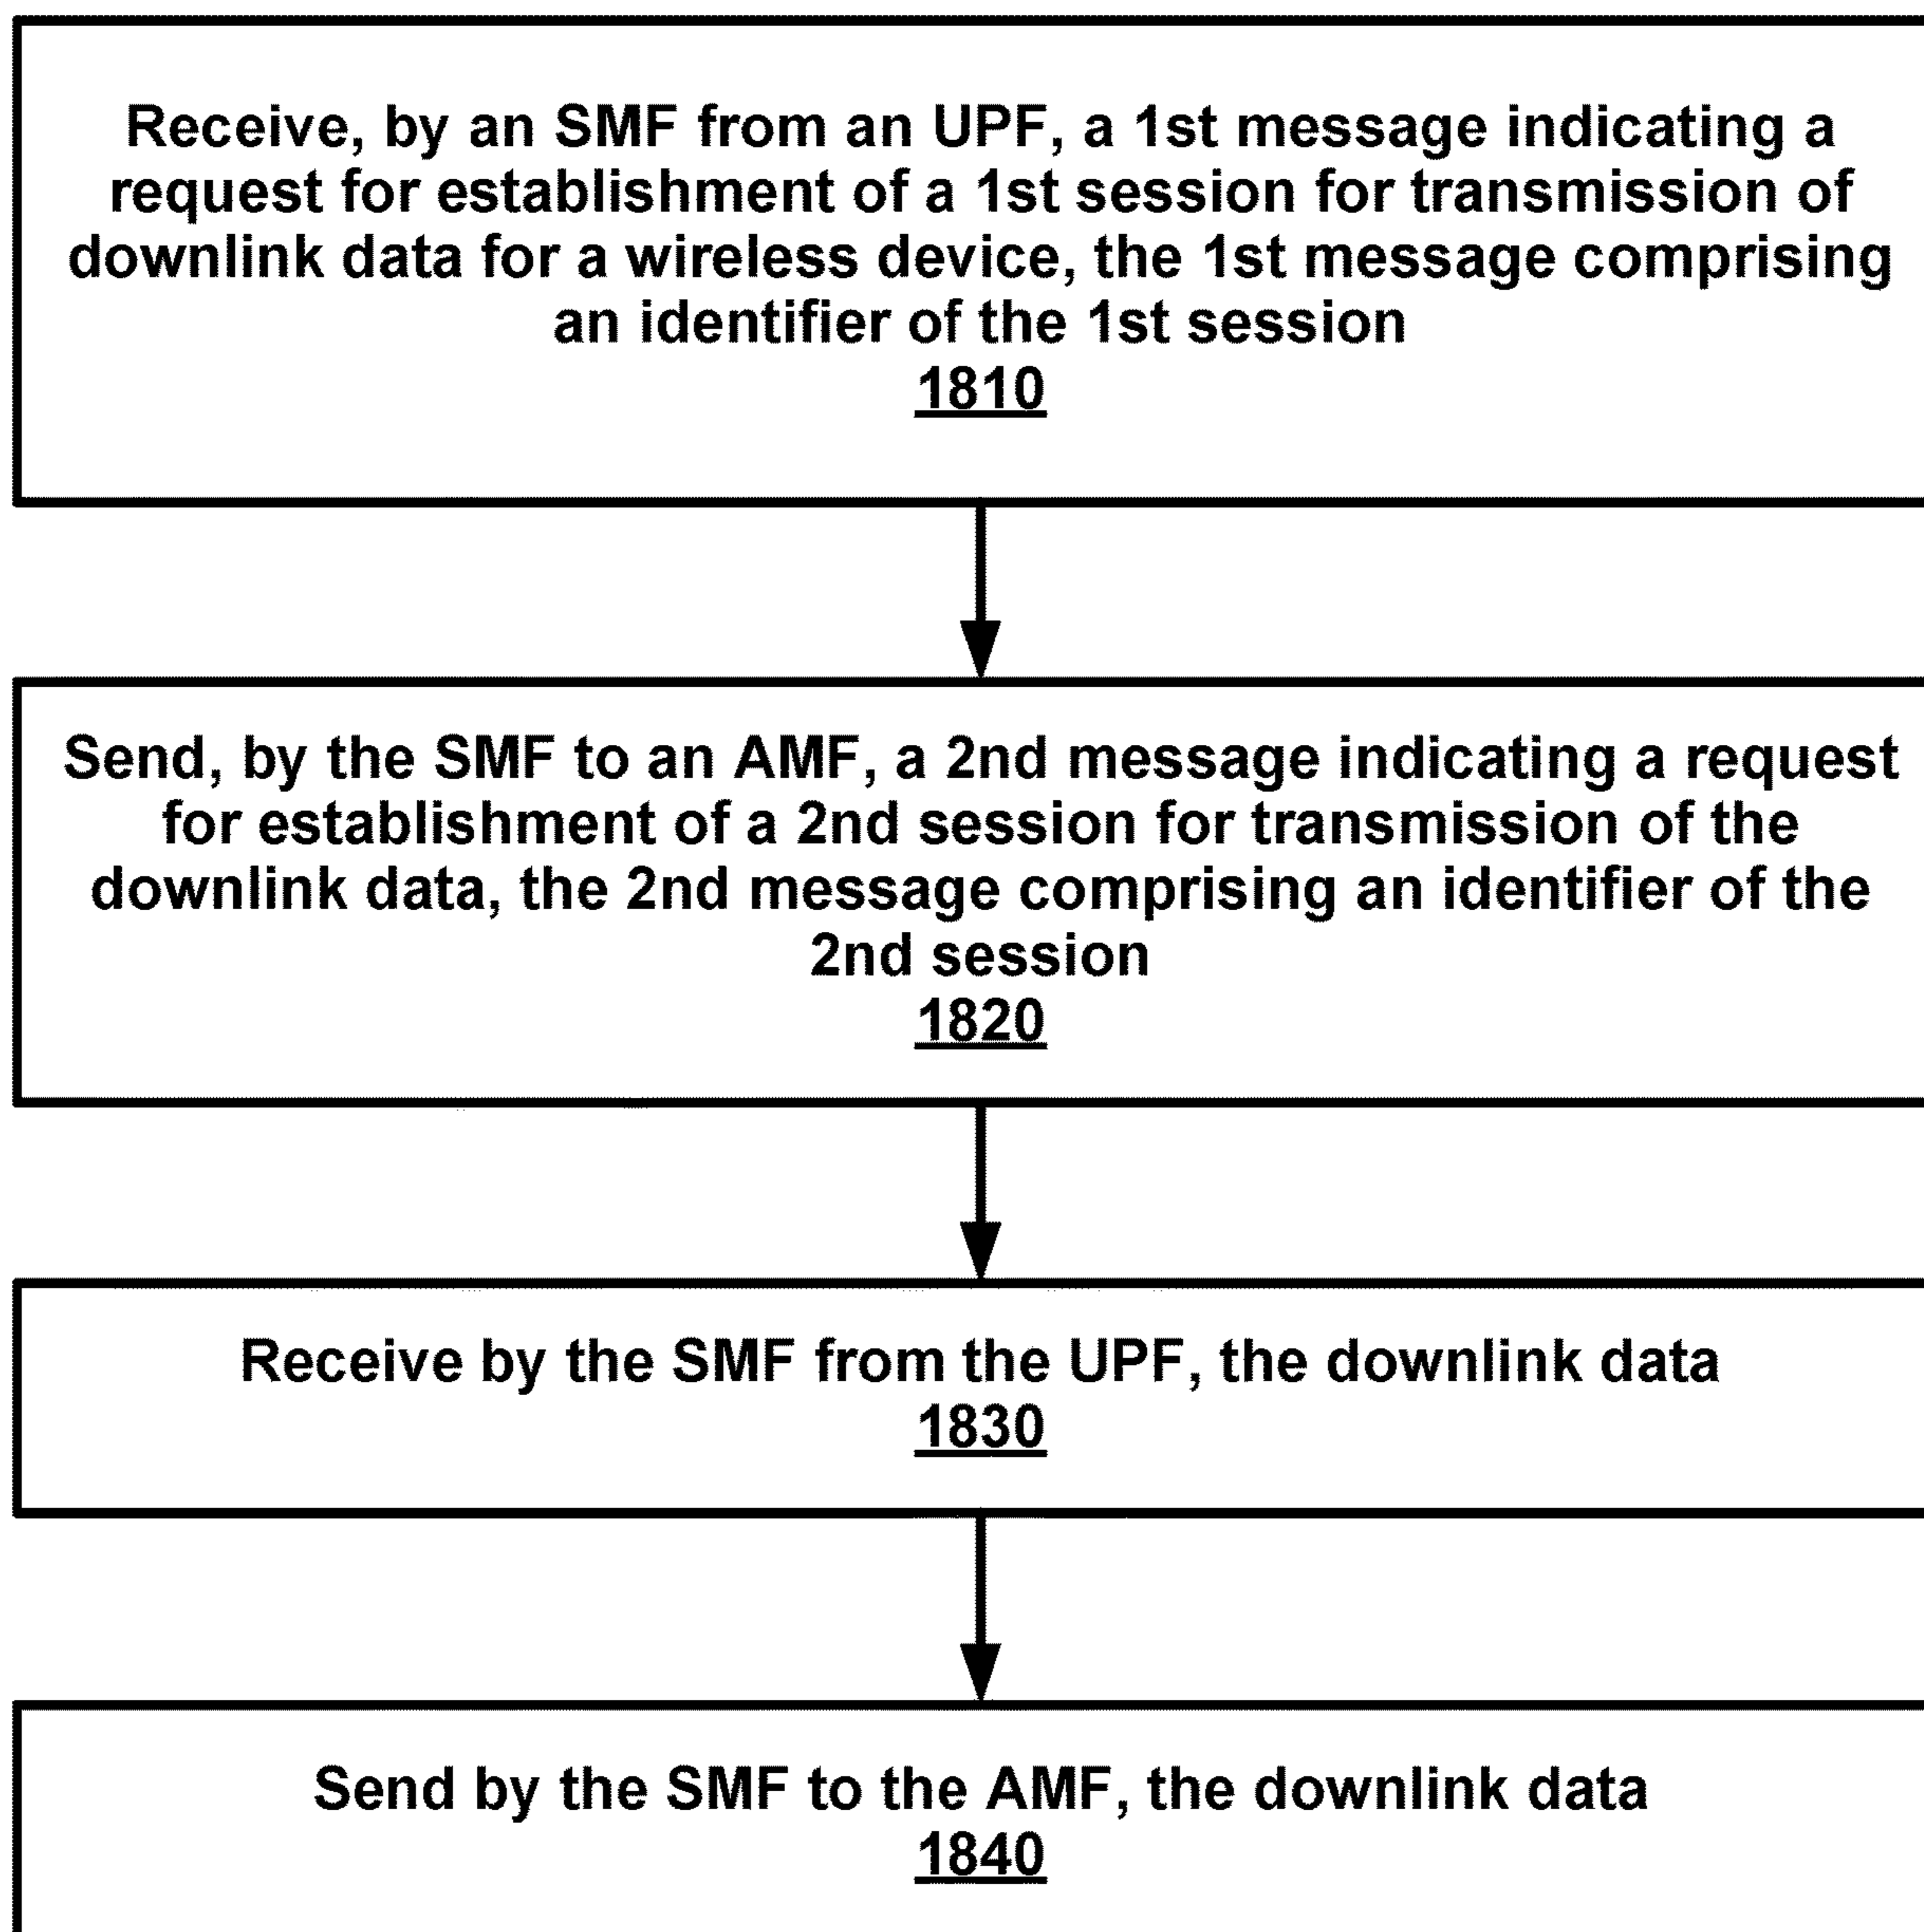 Receive, by an SMF from an UPF, a 1st message indicating a
request for establishment of a 1st session for transmission of
downlink data for a wireless device, the 1st message comprising
an identifier of the 1st session
1810
Send, by the SMF to an AMF, a 2nd message indicating a request
for establishment of a 2nd session for transmission of the
downlink data, the 2nd message comprising an identifier of the
2nd session
1820
Receive by the SMF from the UPF, the downlink data
1830
Send by the SMF to the AMF, the downlink data
1840